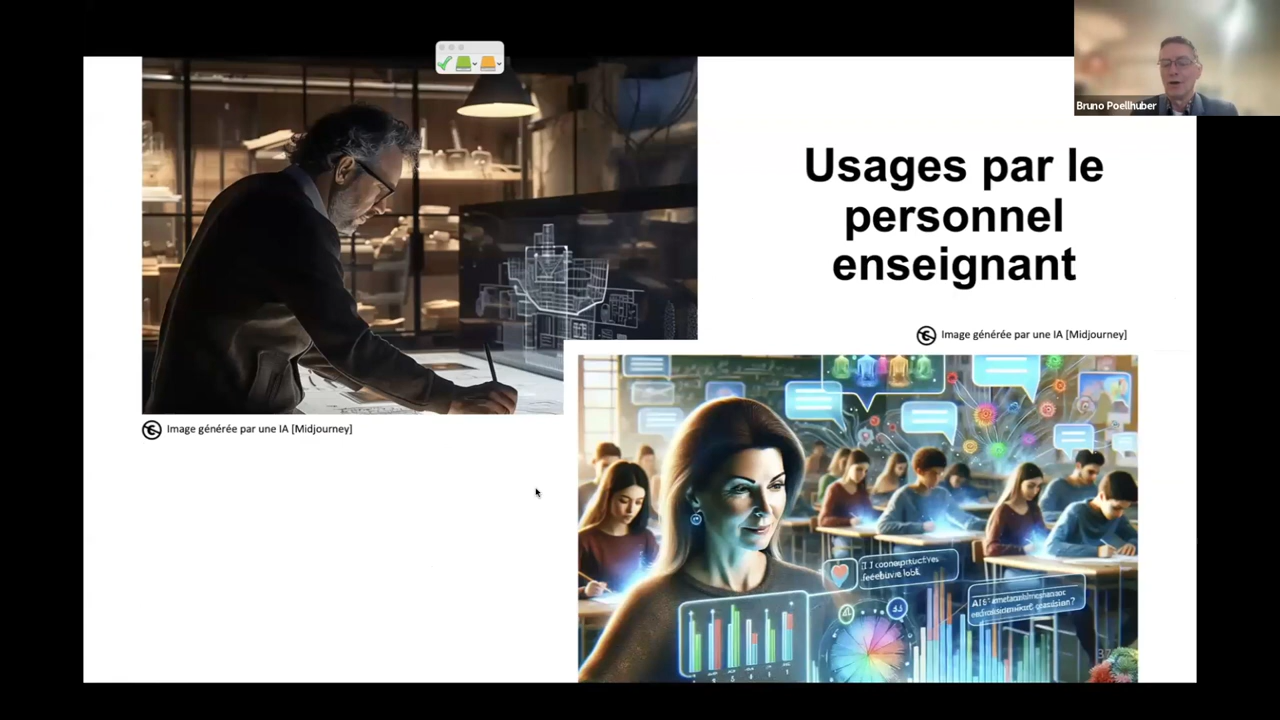 Bruno Poellhuber
Usages par le
personnel
enseignant
Image générée par une IA [Midjourney]
Image générée par une IA [Midjourney]
37